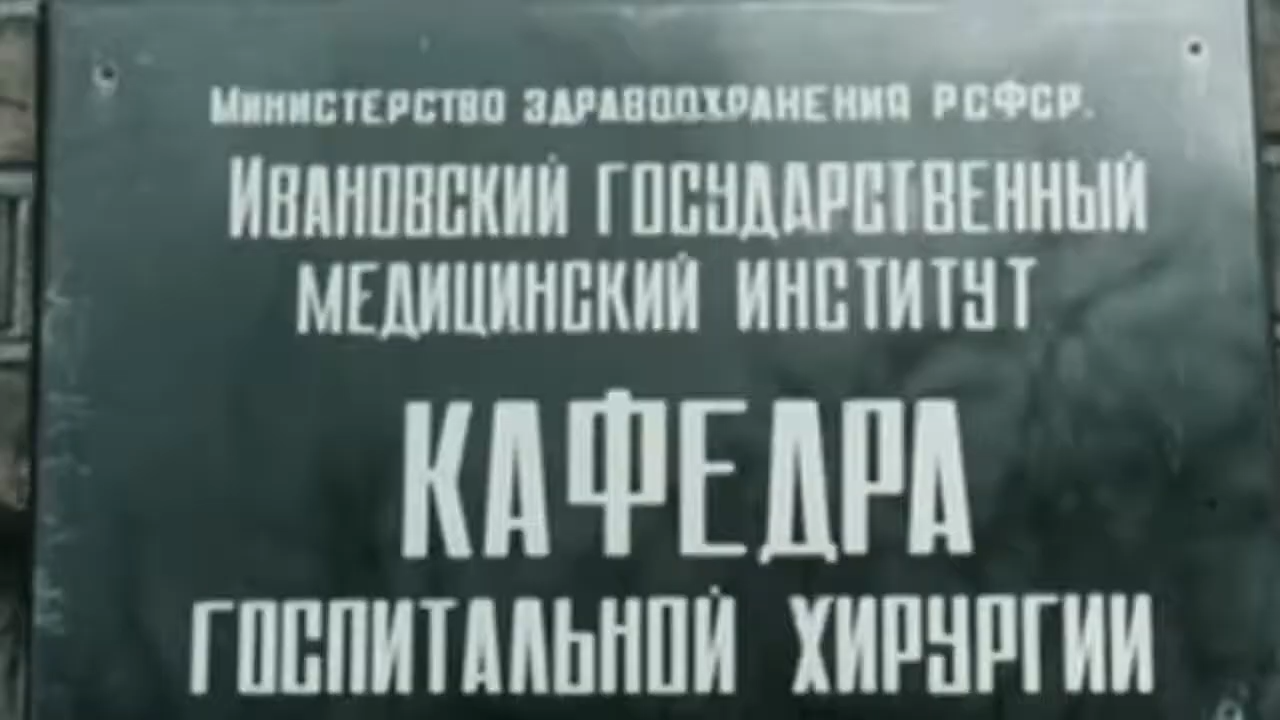 Министерство здравоохранения РСФСР.
Ивановский государственный
медицинский институт
КАФЕДРА
госпитальной хирургии